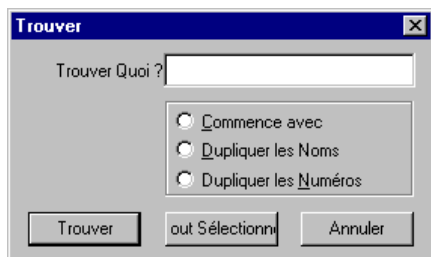 Trouver
Trouver Quoi ?
Commence avec
Dupliquer les Noms
Dupliquer les Numéros
Trouver
out Sélectionn
Annuler